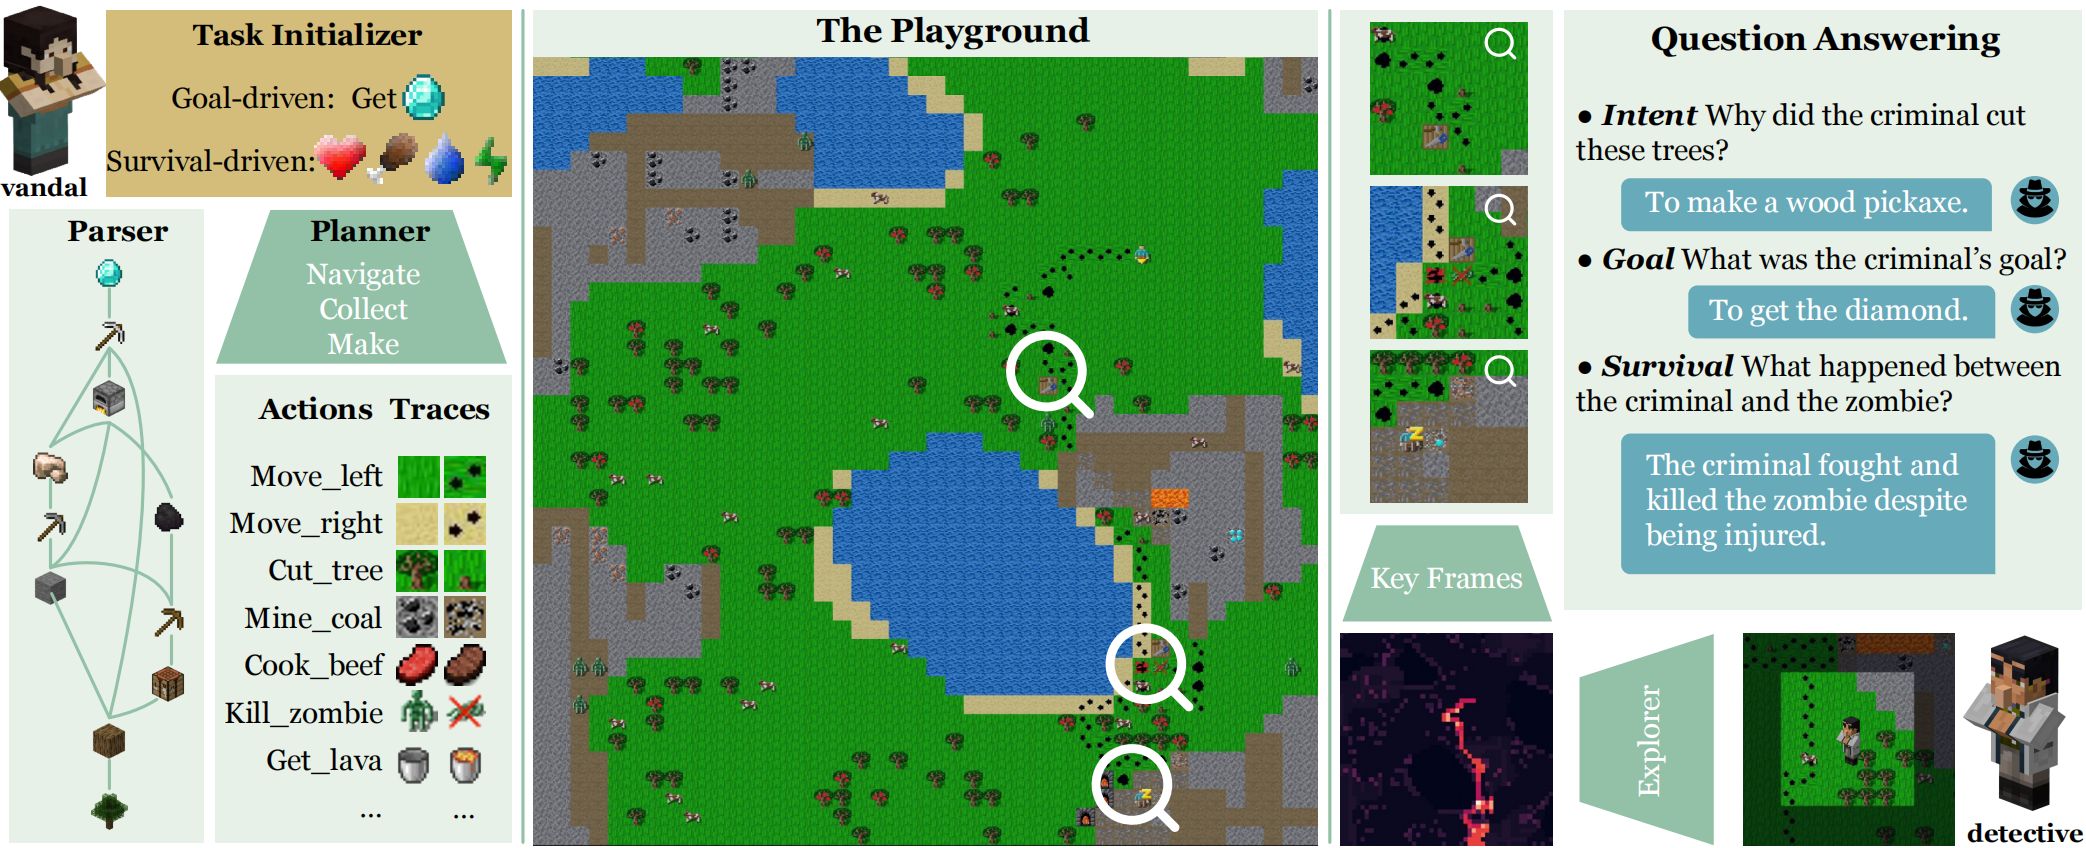 Task Initializer
Goal-driven: Get
Survival-driven:
vandal
Parser
Planner
Navigate
Collect
Make
Actions Traces
Move_left
Move_right
Cut_tree
Mine_coal
Cook_beef
Kill_zombie
Get_lava
... ...
The Playground
Key Frames
Question Answering
● Intent Why did the criminal cut
these trees?
To make a wood pickaxe.
● Goal What was the criminal's goal?
To get the diamond.
● Survival What happened between
the criminal and the zombie?
The criminal fought and
killed the zombie despite
being injured.
Explorer
detective